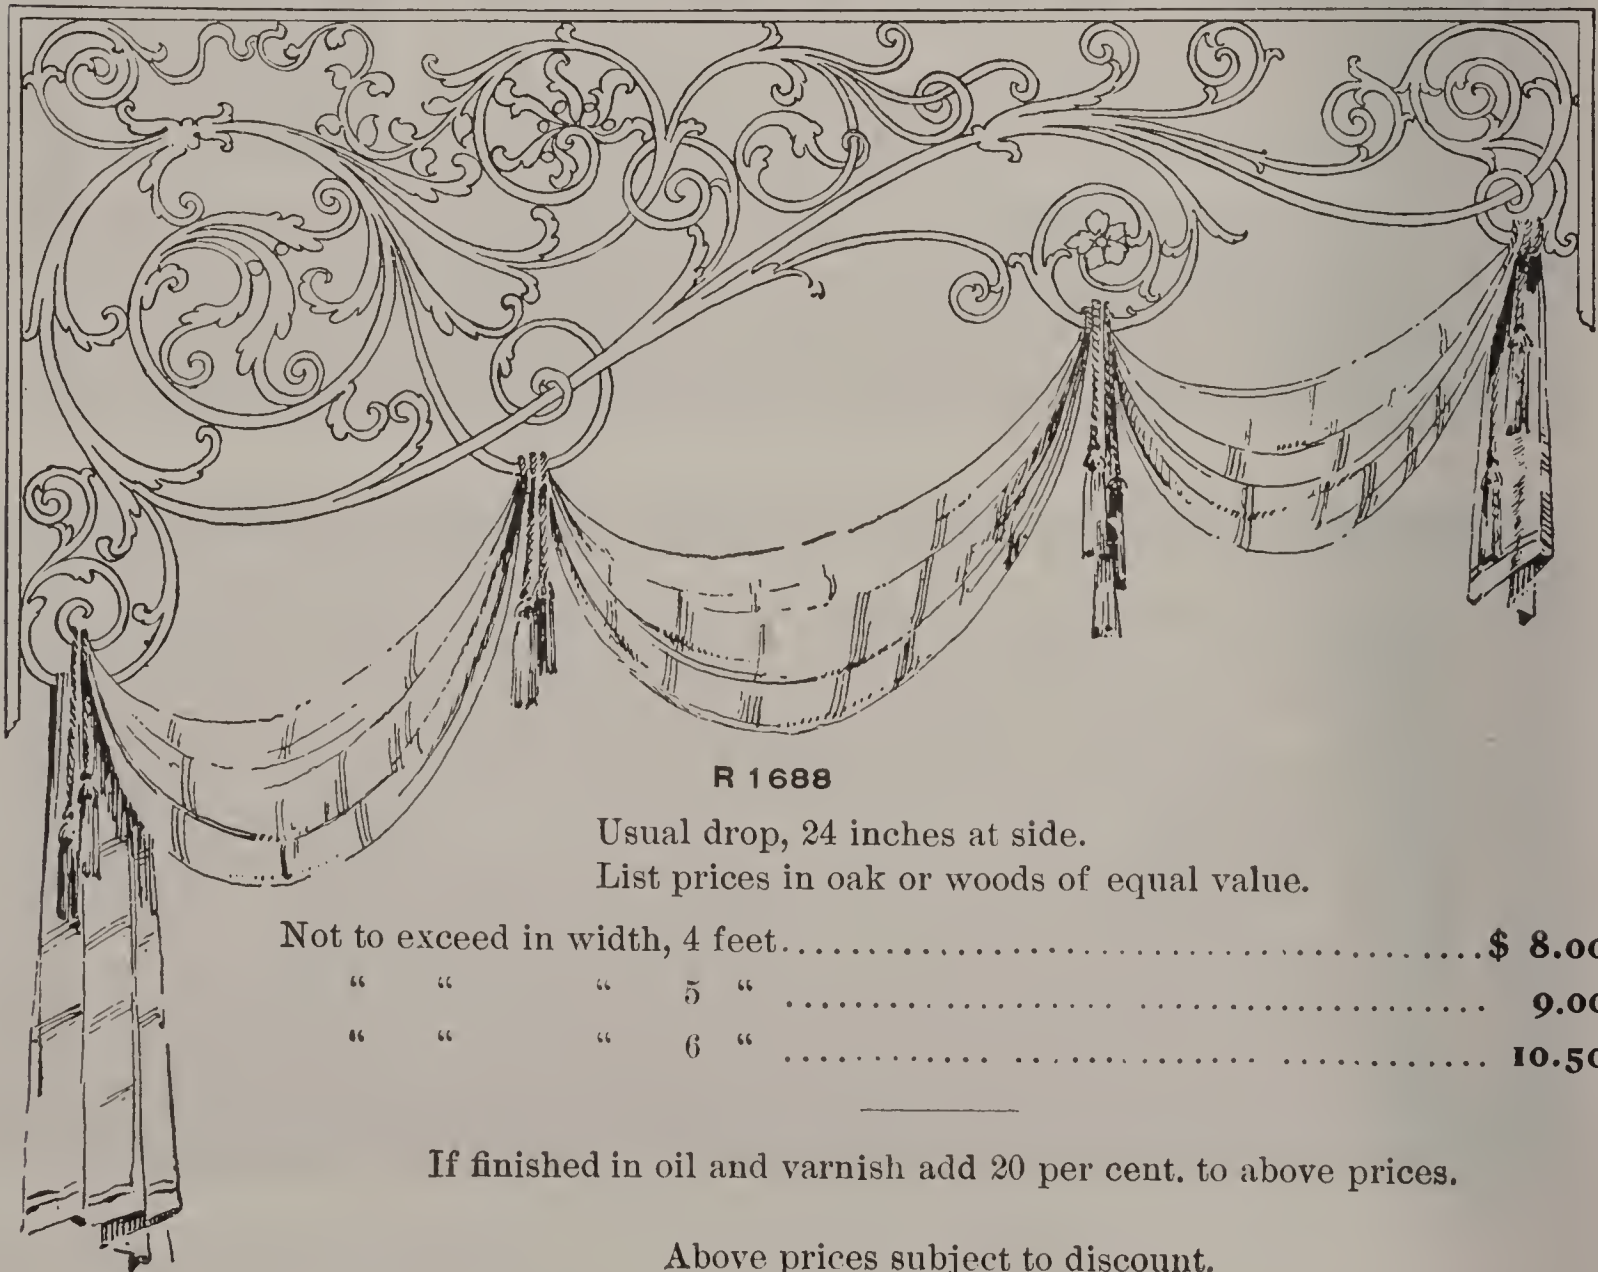 R 1688
Usual drop, 24 inches at side.
List prices in oak or woods of equal value.
Not to exceed in width, 4 feet.......................................$ 8.00
“ “ “ 5 “ ....................................... 9.00
“ “ “ 6 “ ....................................... 10.50
If finished in oil and varnish add 20 per cent. to above prices.
Above prices subject to discount.